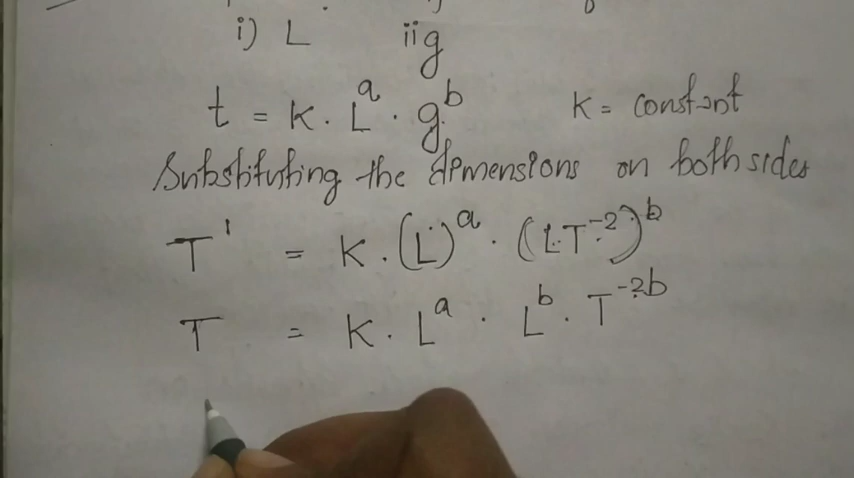 i) L ii g
t = K . L^a . g^b K = constant
Substituting the dimensions on both sides
T^1 = K . (L)^a . (LT^-2)^b
T = K . L^a . L^b . T^-2b